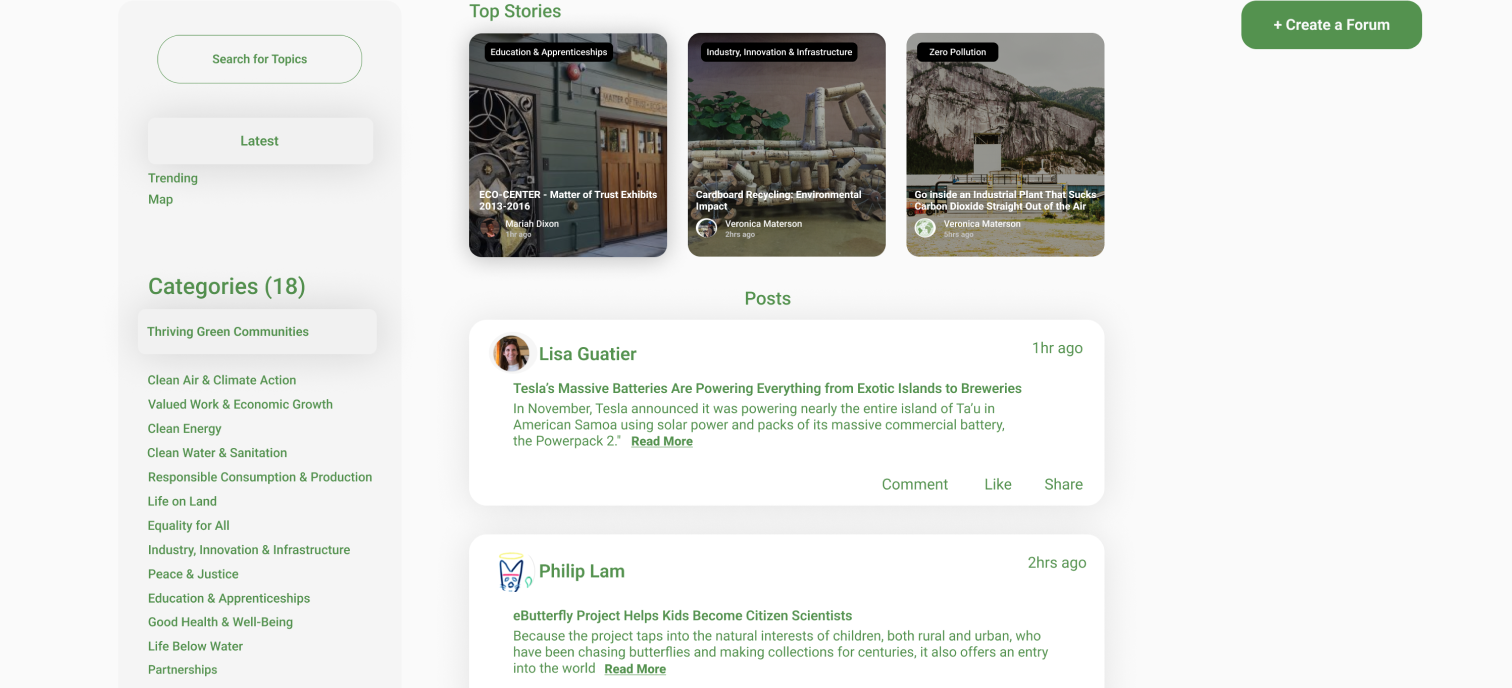 Search for Topics
Latest
Trending
Map
Categories (18)
Thriving Green Communities
Clean Air & Climate Action
Valued Work & Economic Growth
Clean Energy
Clean Water & Sanitation
Responsible Consumption & Production
Life on Land
Equality for All
Industry, Innovation & Infrastructure
Peace & Justice
Education & Apprenticeships
Good Health & Well-Being
Life Below Water
Partnerships
Top Stories
Education & Apprenticeships
ECO-CENTER - Matter of Trust Exhibits
2013-2016
Mariah Dixon
1hr ago
Industry, Innovation & Infrastructure
Cardboard Recycling: Environmental
Impact
Veronica Materson
2hrs ago
Zero Pollution
Go inside an Industrial Plant That Sucks
Carbon Dioxide Straight Out of the Air
Veronica Materson
5hrs ago
Posts
Lisa Guatier
1hr ago
Tesla's Massive Batteries Are Powering Everything from Exotic Islands to Breweries
In November, Tesla announced it was powering nearly the entire island of Ta‘u in
American Samoa using solar power and packs of its massive commercial battery,
the Powerpack 2." Read More
Comment Like Share
Philip Lam
2hrs ago
eButterfly Project Helps Kids Become Citizen Scientists
Because the project taps into the natural interests of children, both rural and urban, who
have been chasing butterflies and making collections for centuries, it also offers an entry
into the world Read More
+ Create a Forum